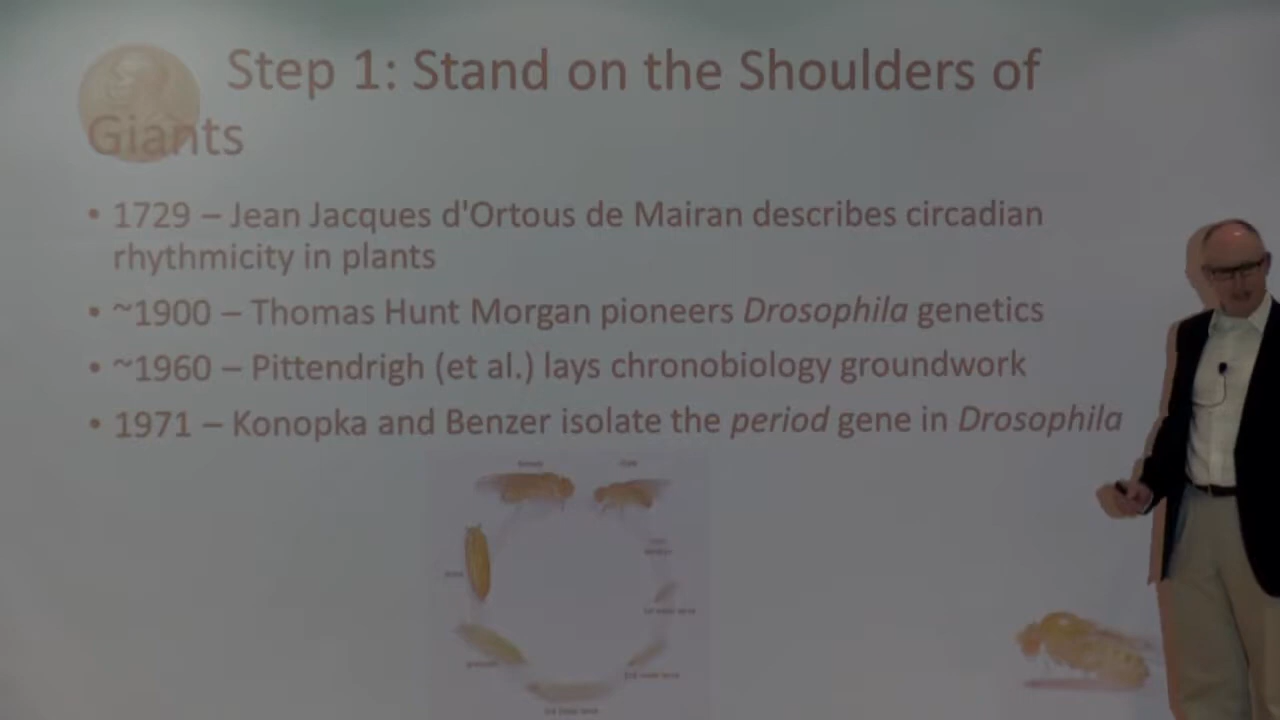 Step 1: Stand on the Shoulders of
Giants
• 1729 – Jean Jacques d'Ortous de Mairan describes circadian
rhythmicity in plants
• ~1900 – Thomas Hunt Morgan pioneers Drosophila genetics
• ~1960 – Pittendrigh (et al.) lays chronobiology groundwork
• 1971 – Konopka and Benzer isolate the period gene in Drosophila